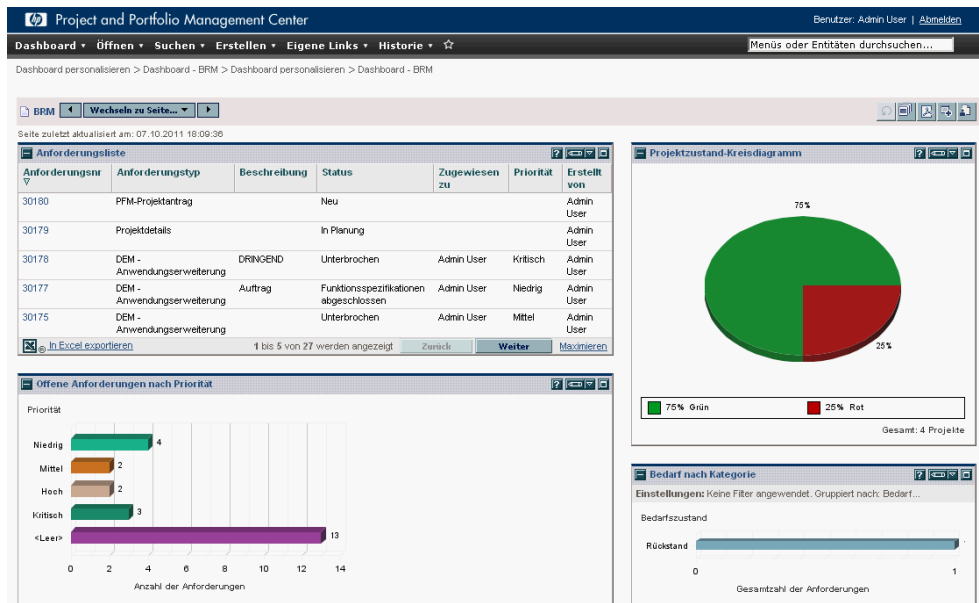 hp Project and Portfolio Management Center
Benutzer: Admin User | Abmelden
Dashboard Öffnen Suchen Erstellen Eigene Links Historie
Menüs oder Entitäten durchsuchen...
Dashboard personalisieren > Dashboard - BRM > Dashboard personalisieren > Dashboard - BRM
BRM Wechseln zu Seite...
Seite zuletzt aktualisiert am: 07.10.2011 18:09:36
Anforderungsliste
Anforderungsnr Anforderungstyp Beschreibung Status Zugewiesen zu Priorität Erstellt von
30180 PFM-Projektantrag Neu Admin User
30179 Projektdetails In Planung Admin User
30178 DEM - Anwendungserweiterung DRINGEND Unterbrochen Admin User Kritisch Admin User
30177 DEM - Anwendungserweiterung Auftrag Funktionsspezifikationen abgeschlossen Admin User Niedrig Admin User
30175 DEM - Anwendungserweiterung Unterbrochen Admin User Mittel Admin User
In Excel exportieren 1 bis 5 von 27 werden angezeigt Zurück Weiter Maximieren
Projektzustand-Kreisdiagramm
75%
25%
75% Grün 25% Rot
Gesamt: 4 Projekte
Offene Anforderungen nach Priorität
Priorität
Niedrig 4
Mittel 2
Hoch 2
Kritisch 3
<Leer> 13
0 2 4 6 8 10 12 14
Anzahl der Anforderungen
Bedarf nach Kategorie
Einstellungen: Keine Filter angewendet. Gruppiert nach: Bedarf...
Bedarfszustand
Rückstand
0 1
Gesamtzahl der Anforderungen